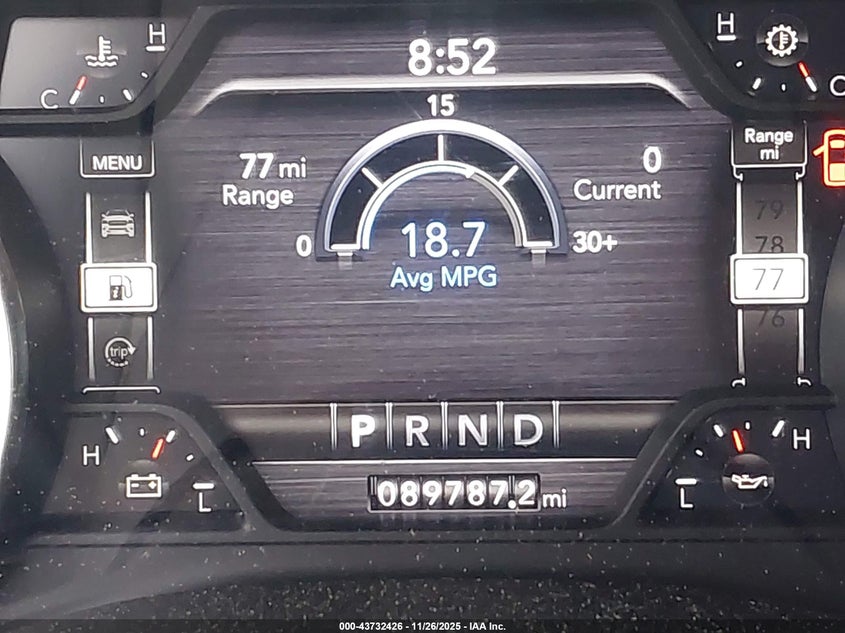 H
C
8:52
H
C
MENU
77 mi
Range
15
0
30+
18.7
Avg MPG
0
Current
Range
mi
79
78
77
76
trip
P R N D
H
L
089787.2 mi
L
H
000-43732426 - 11/26/2025 - IAA Inc.